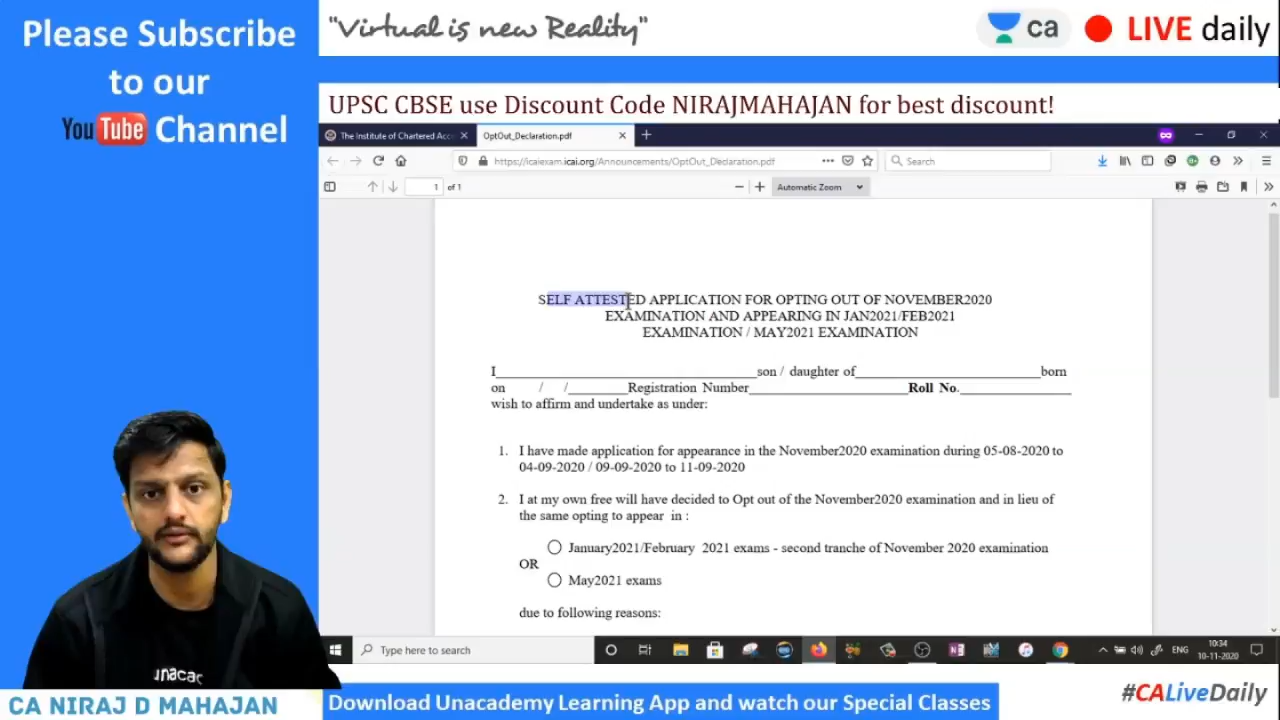 Please Subscribe
to our
YouTube Channel
"Virtual is new Reality"
ca LIVE daily
UPSC CBSE use Discount Code NIRAJMAHAJAN for best discount!
The Institute of Chartered Acc
OptOut_Declaration.pdf
https://icaiexam.icai.org/Announcements/OptOut_Declaration.pdf
Search
1 of 1
Automatic Zoom
SELF ATTESTED APPLICATION FOR OPTING OUT OF NOVEMBER2020
EXAMINATION AND APPEARING IN JAN2021/FEB2021
EXAMINATION / MAY2021 EXAMINATION
I__________________________son / daughter of__________________________born
on / /________Registration Number______________________Roll No._______________
wish to affirm and undertake as under:
1. I have made application for appearance in the November2020 examination during 05-08-2020 to
04-09-2020 / 09-09-2020 to 11-09-2020
2. I at my own free will have decided to Opt out of the November2020 examination and in lieu of
the same opting to appear in :
January2021/February 2021 exams - second tranche of November 2020 examination
OR
May2021 exams
due to following reasons:
Type here to search
ENG
10:34
10-11-2020
unacac
CA NIRAJ D MAHAJAN
Download Unacademy Learning App and watch our Special Classes
#CALiveDaily